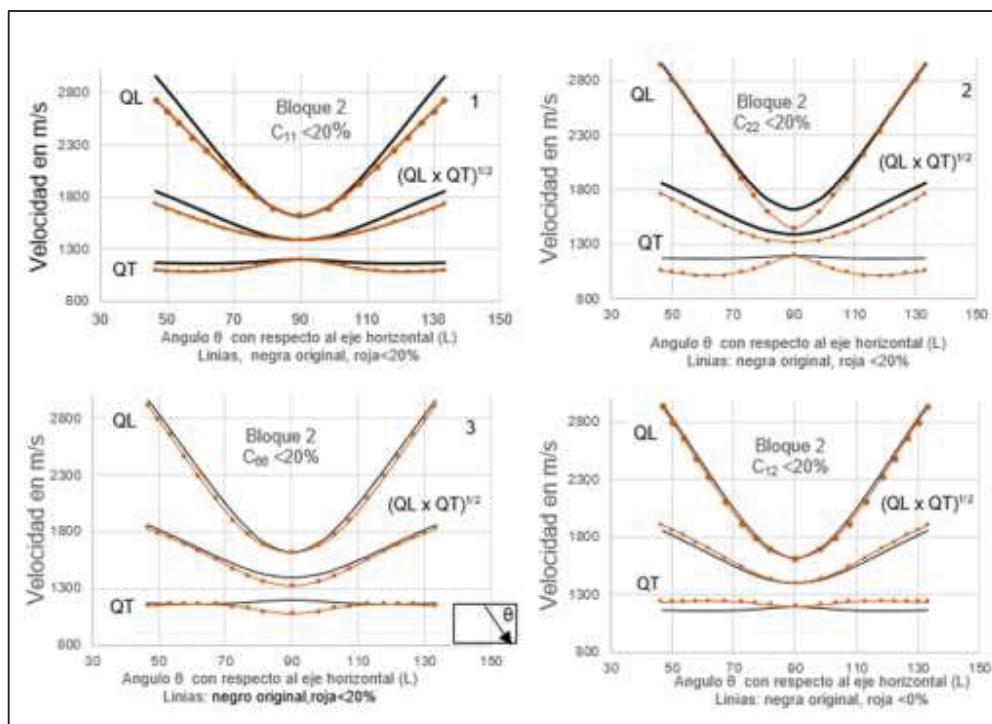 Velocidad en m/s
2800
2300
1800
1300
800
QL
Bloque 2
C11 <20%
1
(QL x QT)1/2
QT
30 50 70 90 110 130 150
Angulo θ con respecto al eje horizontal (L)
Linias, negra original, roja<20%
Velocidad en m/s
2800
2300
1800
1300
800
QL
Bloque 2
C22 <20%
2
(QL x QT)1/2
QT
30 50 70 90 110 130 150
Angulo θ con respecto al eje horizontal (L)
Linias: negra original, roja <20%
Velocidad en m/s
2800
2300
1800
1300
800
QL
Bloque 2
C66 <20%
3
(QL x QT)1/2
QT
θ
30 50 70 90 110 130 150
Angulo θ con respecto al eje horizontal (L)
Linias: negro original,roja<20%
Velocidad en m/s
2800
2300
1800
1300
800
QL
Bloque 2
C12 <20%
(QL x QT)1/2
QT
30 50 70 90 110 130 150
Angulo θ con respecto al eje horizontal (L)
Linias: negra original, roja <0%